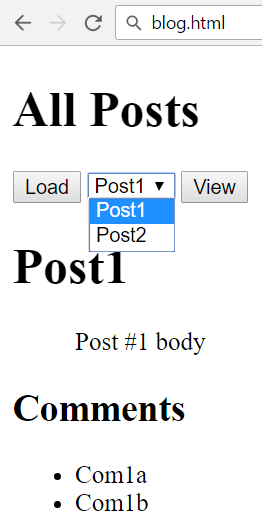 blog.html
All Posts
Load Post1 View
Post1
Post2
Post1
Post #1 body
Comments
Com1a
Com1b